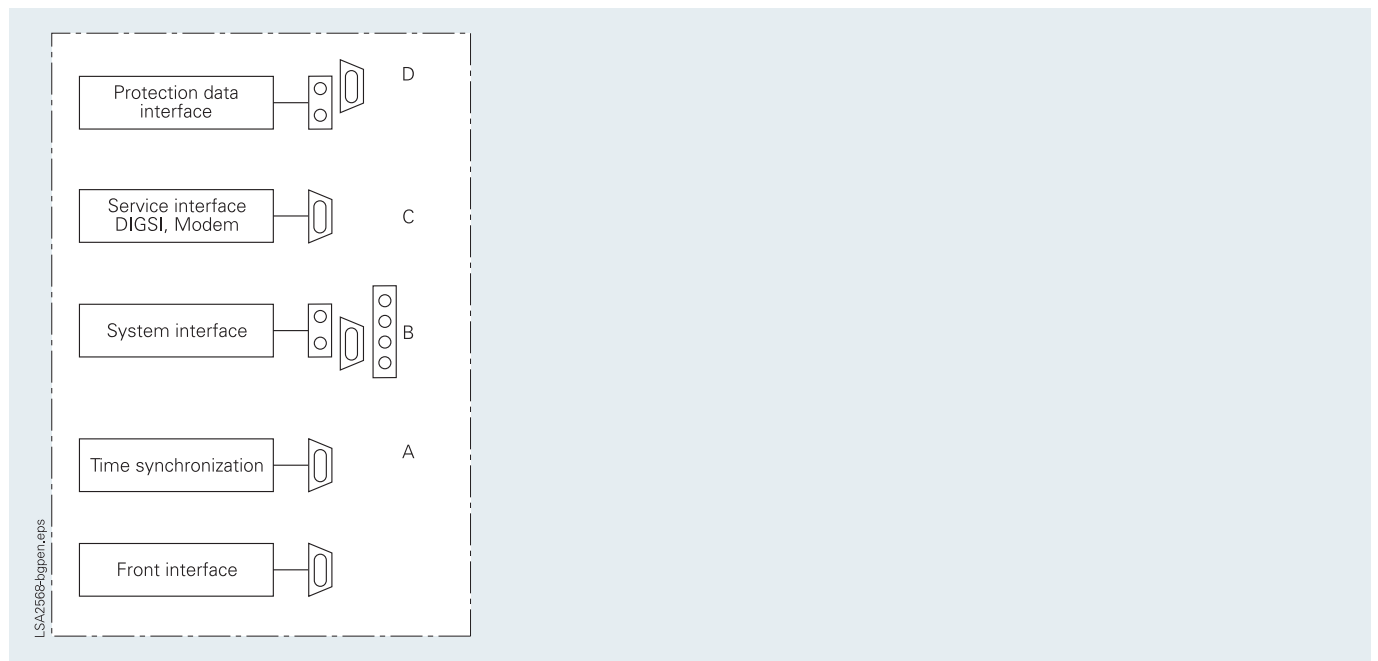 Protection data
interface
D
Service interface
DIGSI, Modem
C
System interface
B
Time synchronization
A
Front interface
LSA2568-bgpen.eps